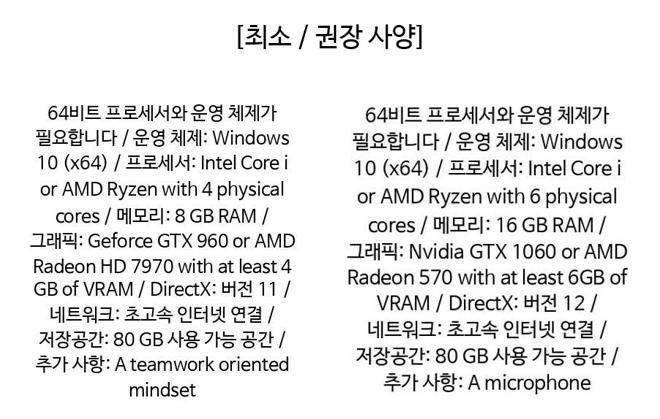 [최소 / 권장 사양]
64비트 프로세서와 운영 체제가
필요합니다 / 운영 체제: Windows
10 (x64) / 프로세서: Intel Core i
or AMD Ryzen with 4 physical
cores / 메모리: 8 GB RAM /
그래픽: Geforce GTX 960 or AMD
Radeon HD 7970 with at least 4
GB of VRAM / DirectX: 버전 11 /
네트워크: 초고속 인터넷 연결 /
저장공간: 80 GB 사용 가능 공간 /
추가 사항: A teamwork oriented
mindset
64비트 프로세서와 운영 체제가
필요합니다 / 운영 체제: Windows
10 (x64) / 프로세서: Intel Core i
or AMD Ryzen with 6 physical
cores / 메모리: 16 GB RAM /
그래픽: Nvidia GTX 1060 or AMD
Radeon 570 with at least 6GB of
VRAM / DirectX: 버전 12 /
네트워크: 초고속 인터넷 연결 /
저장공간: 80 GB 사용 가능 공간 /
추가 사항: A microphone